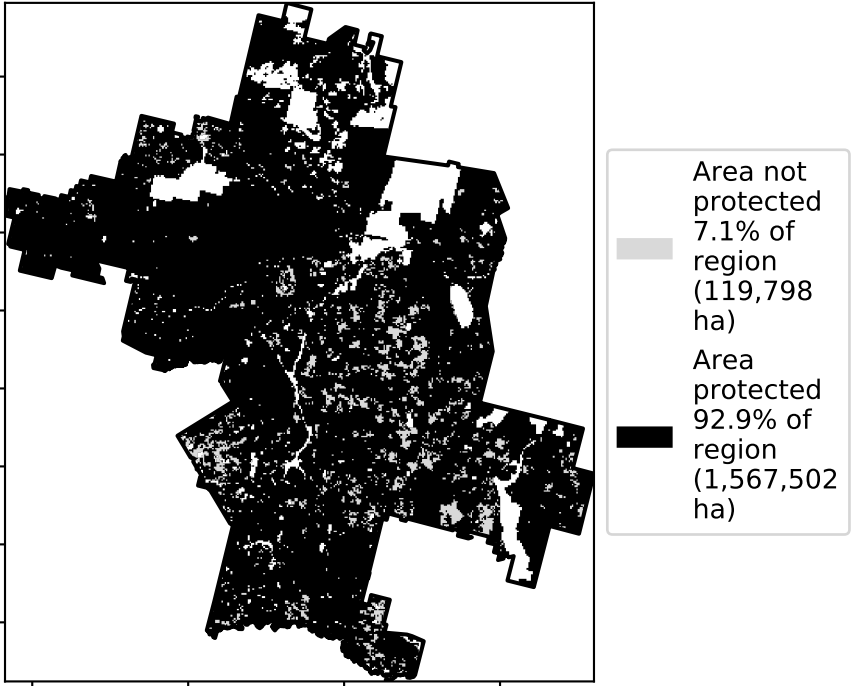 Area not
protected
7.1% of
region
(119,798
ha)
Area
protected
92.9% of
region
(1,567,502
ha)